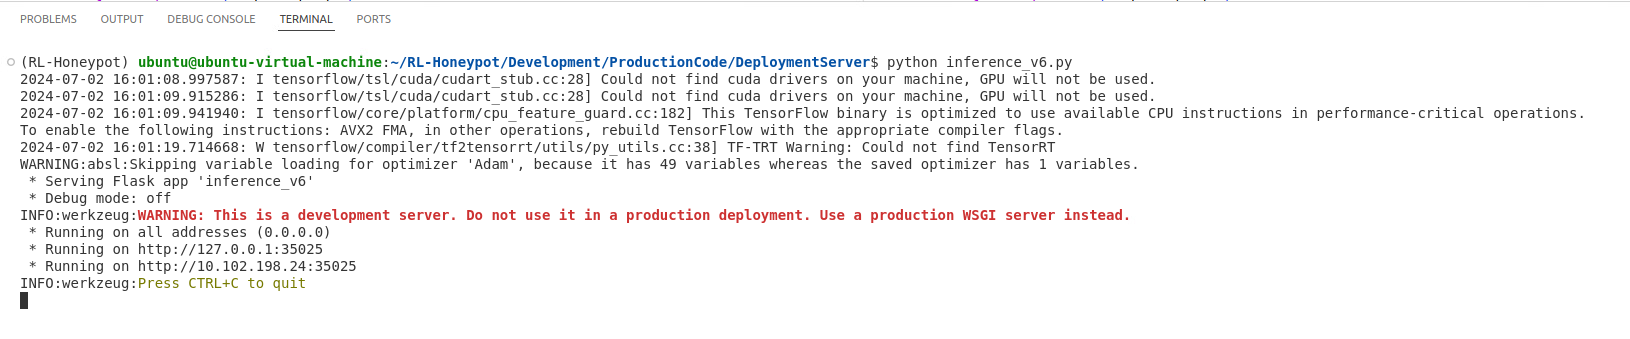 PROBLEMS OUTPUT DEBUG CONSOLE TERMINAL PORTS
(RL-Honeypot) ubuntu@ubuntu-virtual-machine:~/RL-Honeypot/Development/ProductionCode/DeploymentServer$ python inference_v6.py
2024-07-02 16:01:08.997587: I tensorflow/tsl/cuda/cudart_stub.cc:28] Could not find cuda drivers on your machine, GPU will not be used.
2024-07-02 16:01:09.915286: I tensorflow/tsl/cuda/cudart_stub.cc:28] Could not find cuda drivers on your machine, GPU will not be used.
2024-07-02 16:01:09.941940: I tensorflow/core/platform/cpu_feature_guard.cc:182] This TensorFlow binary is optimized to use available CPU instructions in performance-critical operations.
To enable the following instructions: AVX2 FMA, in other operations, rebuild TensorFlow with the appropriate compiler flags.
2024-07-02 16:01:19.714668: W tensorflow/compiler/tf2tensorrt/utils/py_utils.cc:38] TF-TRT Warning: Could not find TensorRT
WARNING:absl:Skipping variable loading for optimizer 'Adam', because it has 49 variables whereas the saved optimizer has 1 variables.
 * Serving Flask app 'inference_v6'
 * Debug mode: off
INFO:werkzeug:WARNING: This is a development server. Do not use it in a production deployment. Use a production WSGI server instead.
 * Running on all addresses (0.0.0.0)
 * Running on http://127.0.0.1:35025
 * Running on http://10.102.198.24:35025
INFO:werkzeug:Press CTRL+C to quit